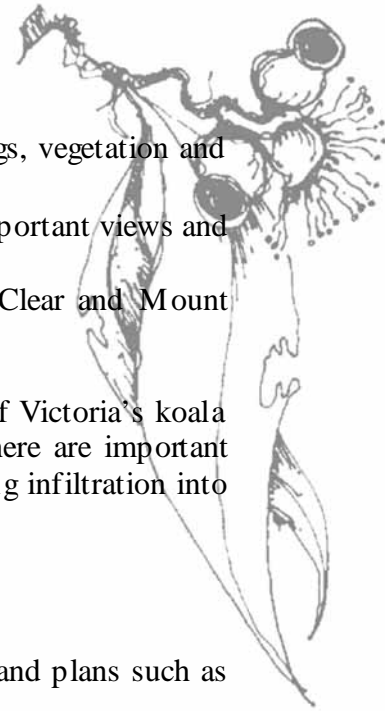 gs, vegetation and
portant views and
Clear and Mount
f Victoria's koala
here are important
g infiltration into
and plans such as